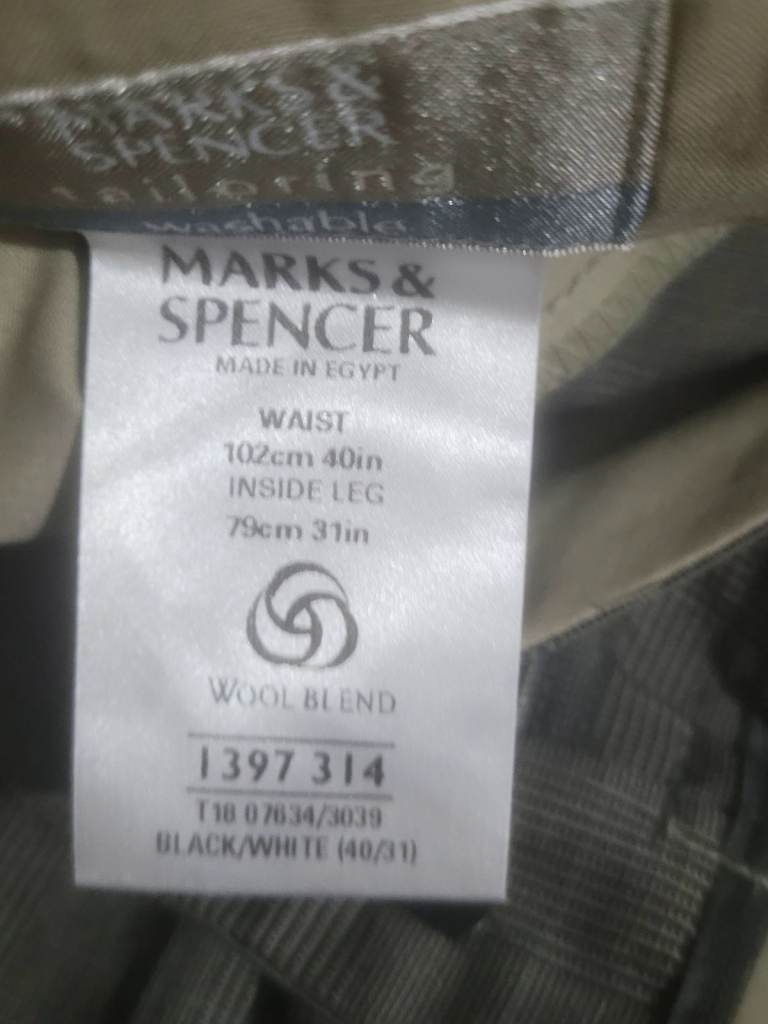 MARKS &
SPENCER
tailoring
washable
MARKS &
SPENCER
MADE IN EGYPT
WAIST
102cm 40in
INSIDE LEG
79cm 31in
WOOL BLEND
1397 314
T18 07634/3039
BLACK/WHITE (40/31)